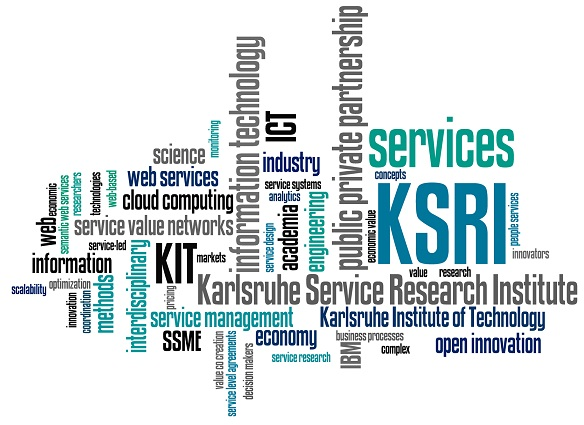 public private partnership
information technology
ICT
monitoring
science
services
industry
concepts
web services
service systems
cloud computing
analytics
web-based
technologies
researchers
semantic web services
economic
web
service value networks
service design
academia
engineering
economic value
KSRI
people services
innovators
service-led
information
interdisciplinary
KIT
markets
value
research
scalability
optimization
innovation
coordination
methods
pricing
Karlsruhe Service Research Institute
service management
Karlsruhe Institute of Technology
SSME
value co creation
service level agreements
decision makers
economy
service research
business processes
IBM
complex
open innovation